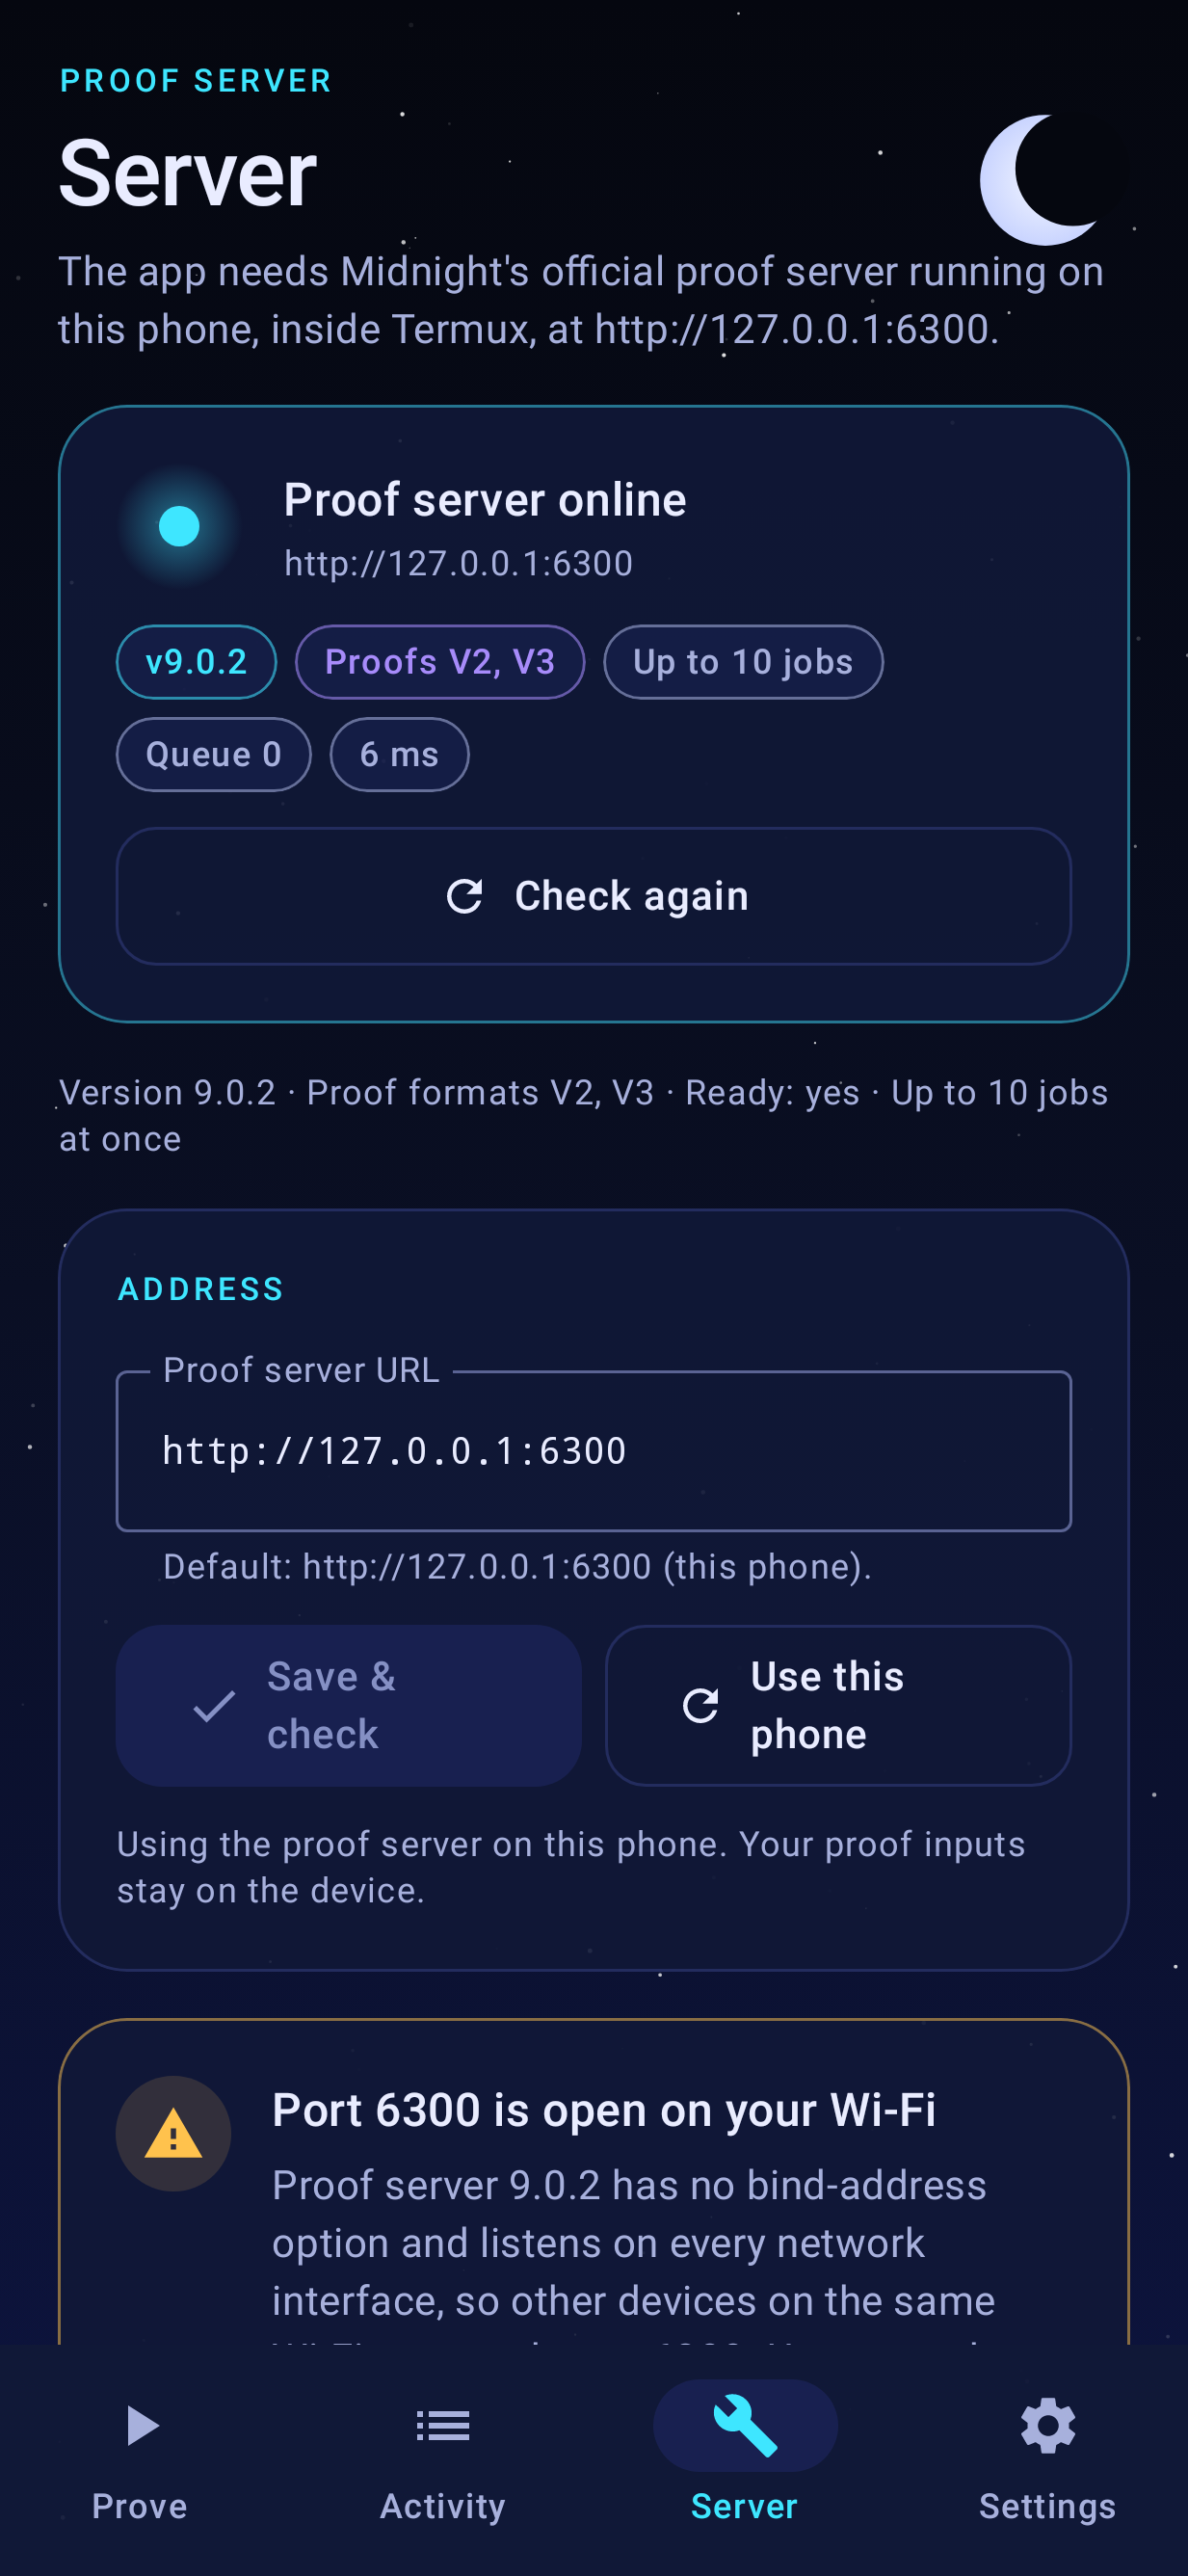 PROOF SERVER
Server
The app needs Midnight's official proof server running on
this phone, inside Termux, at http://127.0.0.1:6300.
Proof server online
http://127.0.0.1:6300
v9.0.2
Proofs V2, V3
Up to 10 jobs
Queue 0
6 ms
Check again
Version 9.0.2 · Proof formats V2, V3 · Ready: yes · Up to 10 jobs
at once
ADDRESS
Proof server URL
http://127.0.0.1:6300
Default: http://127.0.0.1:6300 (this phone).
Save &
check
Use this
phone
Using the proof server on this phone. Your proof inputs
stay on the device.
Port 6300 is open on your Wi-Fi
Proof server 9.0.2 has no bind-address
option and listens on every network
interface, so other devices on the same
Prove
Activity
Server
Settings